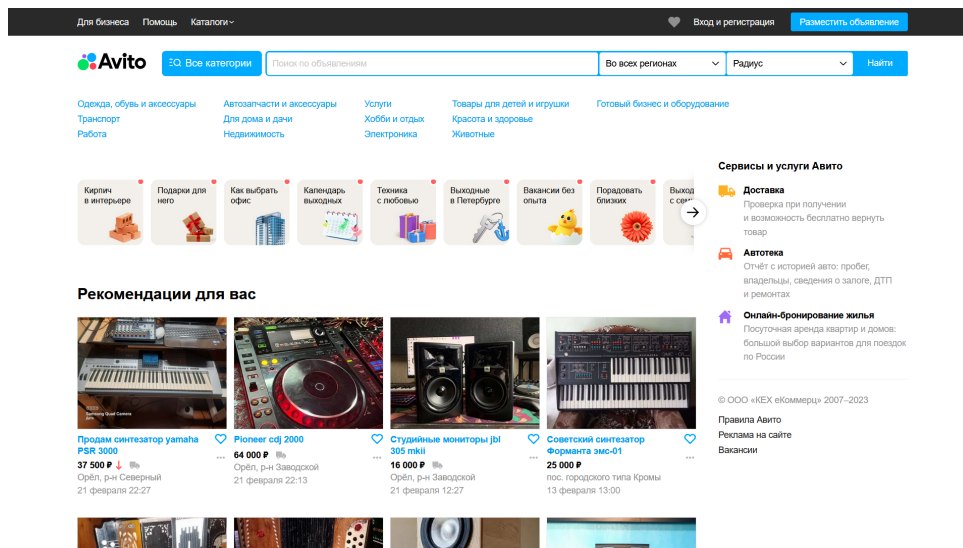 Для бизнеса Помощь Каталоги
Вход и регистрация Разместить объявление
Avito Все категории Поиск по объявлениям Во всех регионах Радиус Найти
Одежда, обувь и аксессуары Автозапчасти и аксессуары Услуги Товары для детей и игрушки Готовый бизнес и оборудование
Транспорт Для дома и дачи Хобби и отдых Красота и здоровье
Работа Недвижимость Электроника Животные
Кирпич
в интерьере
Подарки для
него
Как выбрать
офис
Календарь
выходных
Техника
с любовью
Выходные
в Петербурге
Вакансии без
опыта
Порадовать
близких
Выход
с сем
Рекомендации для вас
Samsung Quad Camera
Продам синтезатор yamaha
PSR 3000
37 500 ₽
Орёл, р-н Северный
21 февраля 22:27
Pioneer cdj 2000
64 000 ₽
Орёл, р-н Заводской
21 февраля 22:13
Студийные мониторы jbl
305 mkii
16 000 ₽
Орёл, р-н Заводской
21 февраля 12:27
Советский синтезатор
Форманта эмс-01
25 000 ₽
пос. городского типа Кромы
13 февраля 13:00
Сервисы и услуги Авито
Доставка
Проверка при получении
и возможность бесплатно вернуть
товар
Автотека
Отчёт с историей авто: пробег,
владельцы, сведения о залоге, ДТП
и ремонтах
Онлайн-бронирование жилья
Посуточная аренда квартир и домов:
большой выбор вариантов для поездок
по России
© ООО «КЕХ еКоммерц» 2007–2023
Правила Авито
Реклама на сайте
Вакансии